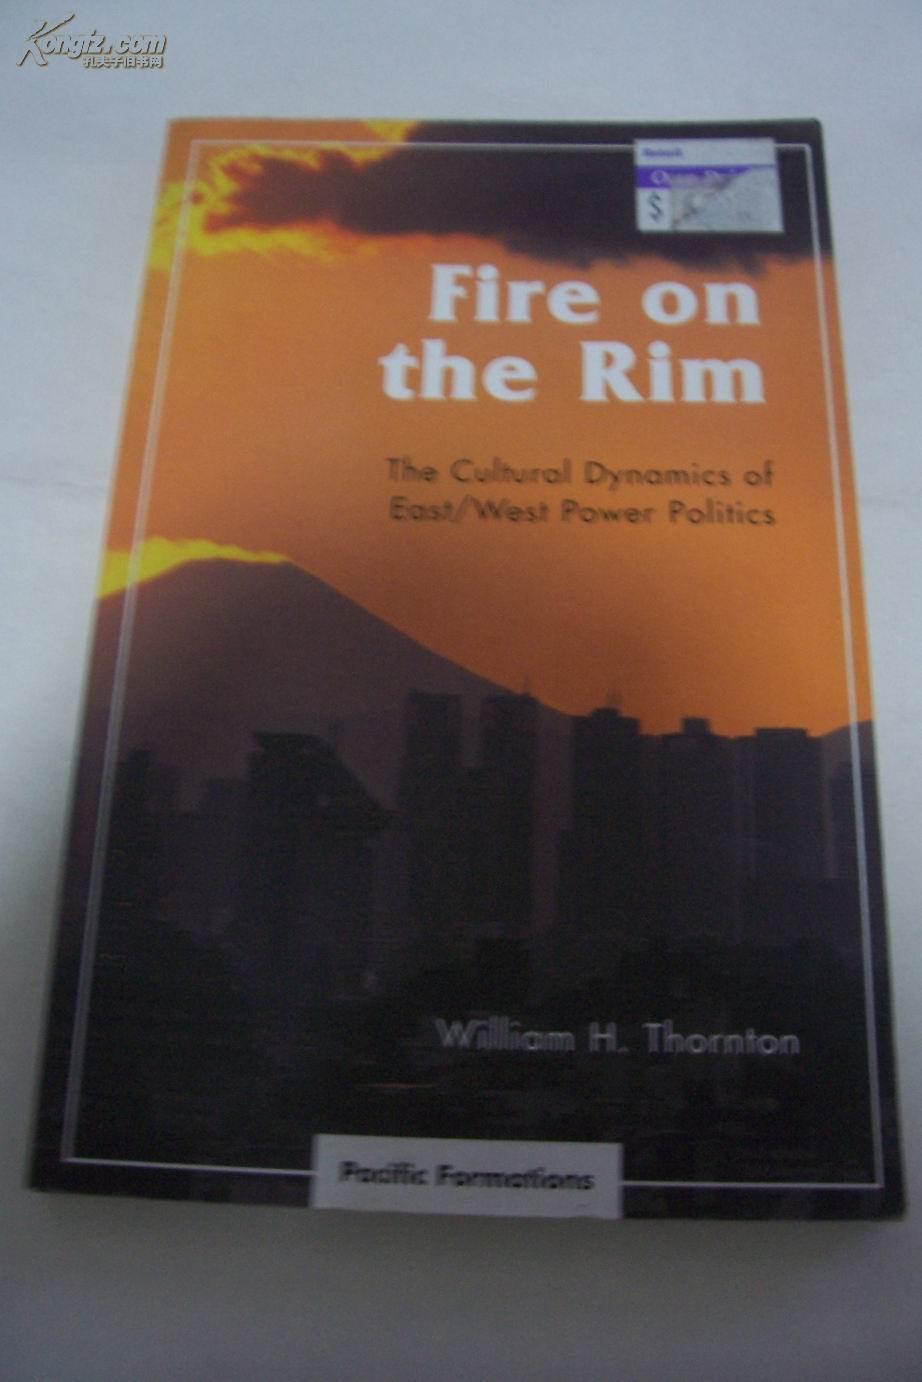 Kongfz.com
孔夫子旧书网
$
Fire on
the Rim
The Cultural Dynamics of
East/West Power Politics
William H. Thornton
Pacific Formations